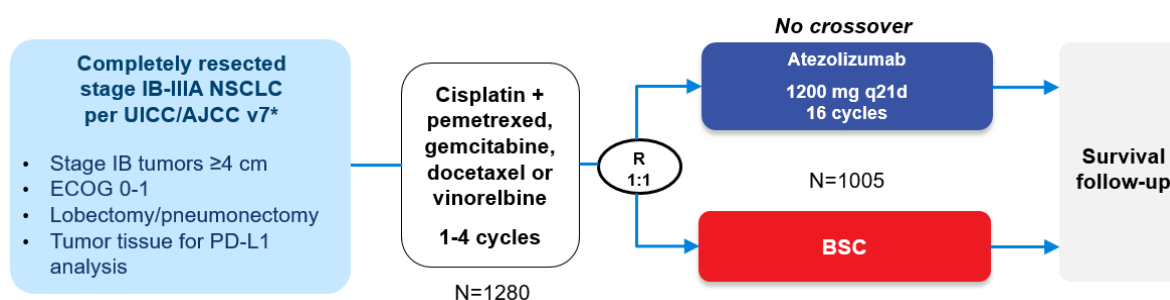 Completely resected
stage IB-IIIA NSCLC
per UICC/AJCC v7*
• Stage IB tumors ≥4 cm
• ECOG 0-1
• Lobectomy/pneumonectomy
• Tumor tissue for PD-L1
analysis
Cisplatin +
pemetrexed,
gemcitabine,
docetaxel or
vinorelbine
1-4 cycles
N=1280
R
1:1
No crossover
Atezolizumab
1200 mg q21d
16 cycles
N=1005
BSC
Survival
follow-up